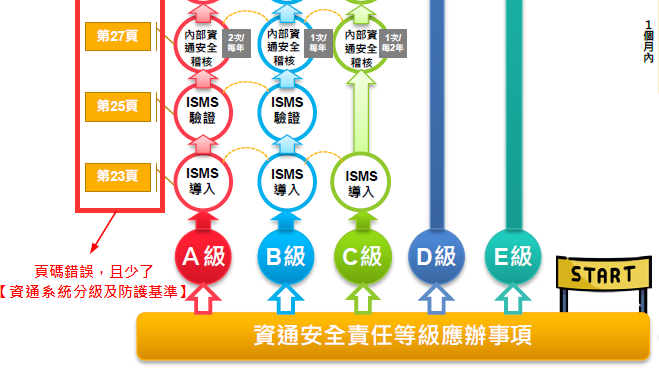 第27頁
內部資
通安全
稽核
2次/
每年
內部資
通安全
稽核
1次/
每年
內部資
通安全
稽核
1次/
每2年
1個月內
第25頁
ISMS
驗證
ISMS
驗證
第23頁
ISMS
導入
ISMS
導入
ISMS
導入
A級
B級
C級
D級
E級
START
頁碼錯誤，且少了
【資通系統分級及防護基準】
資通安全責任等級應辦事項